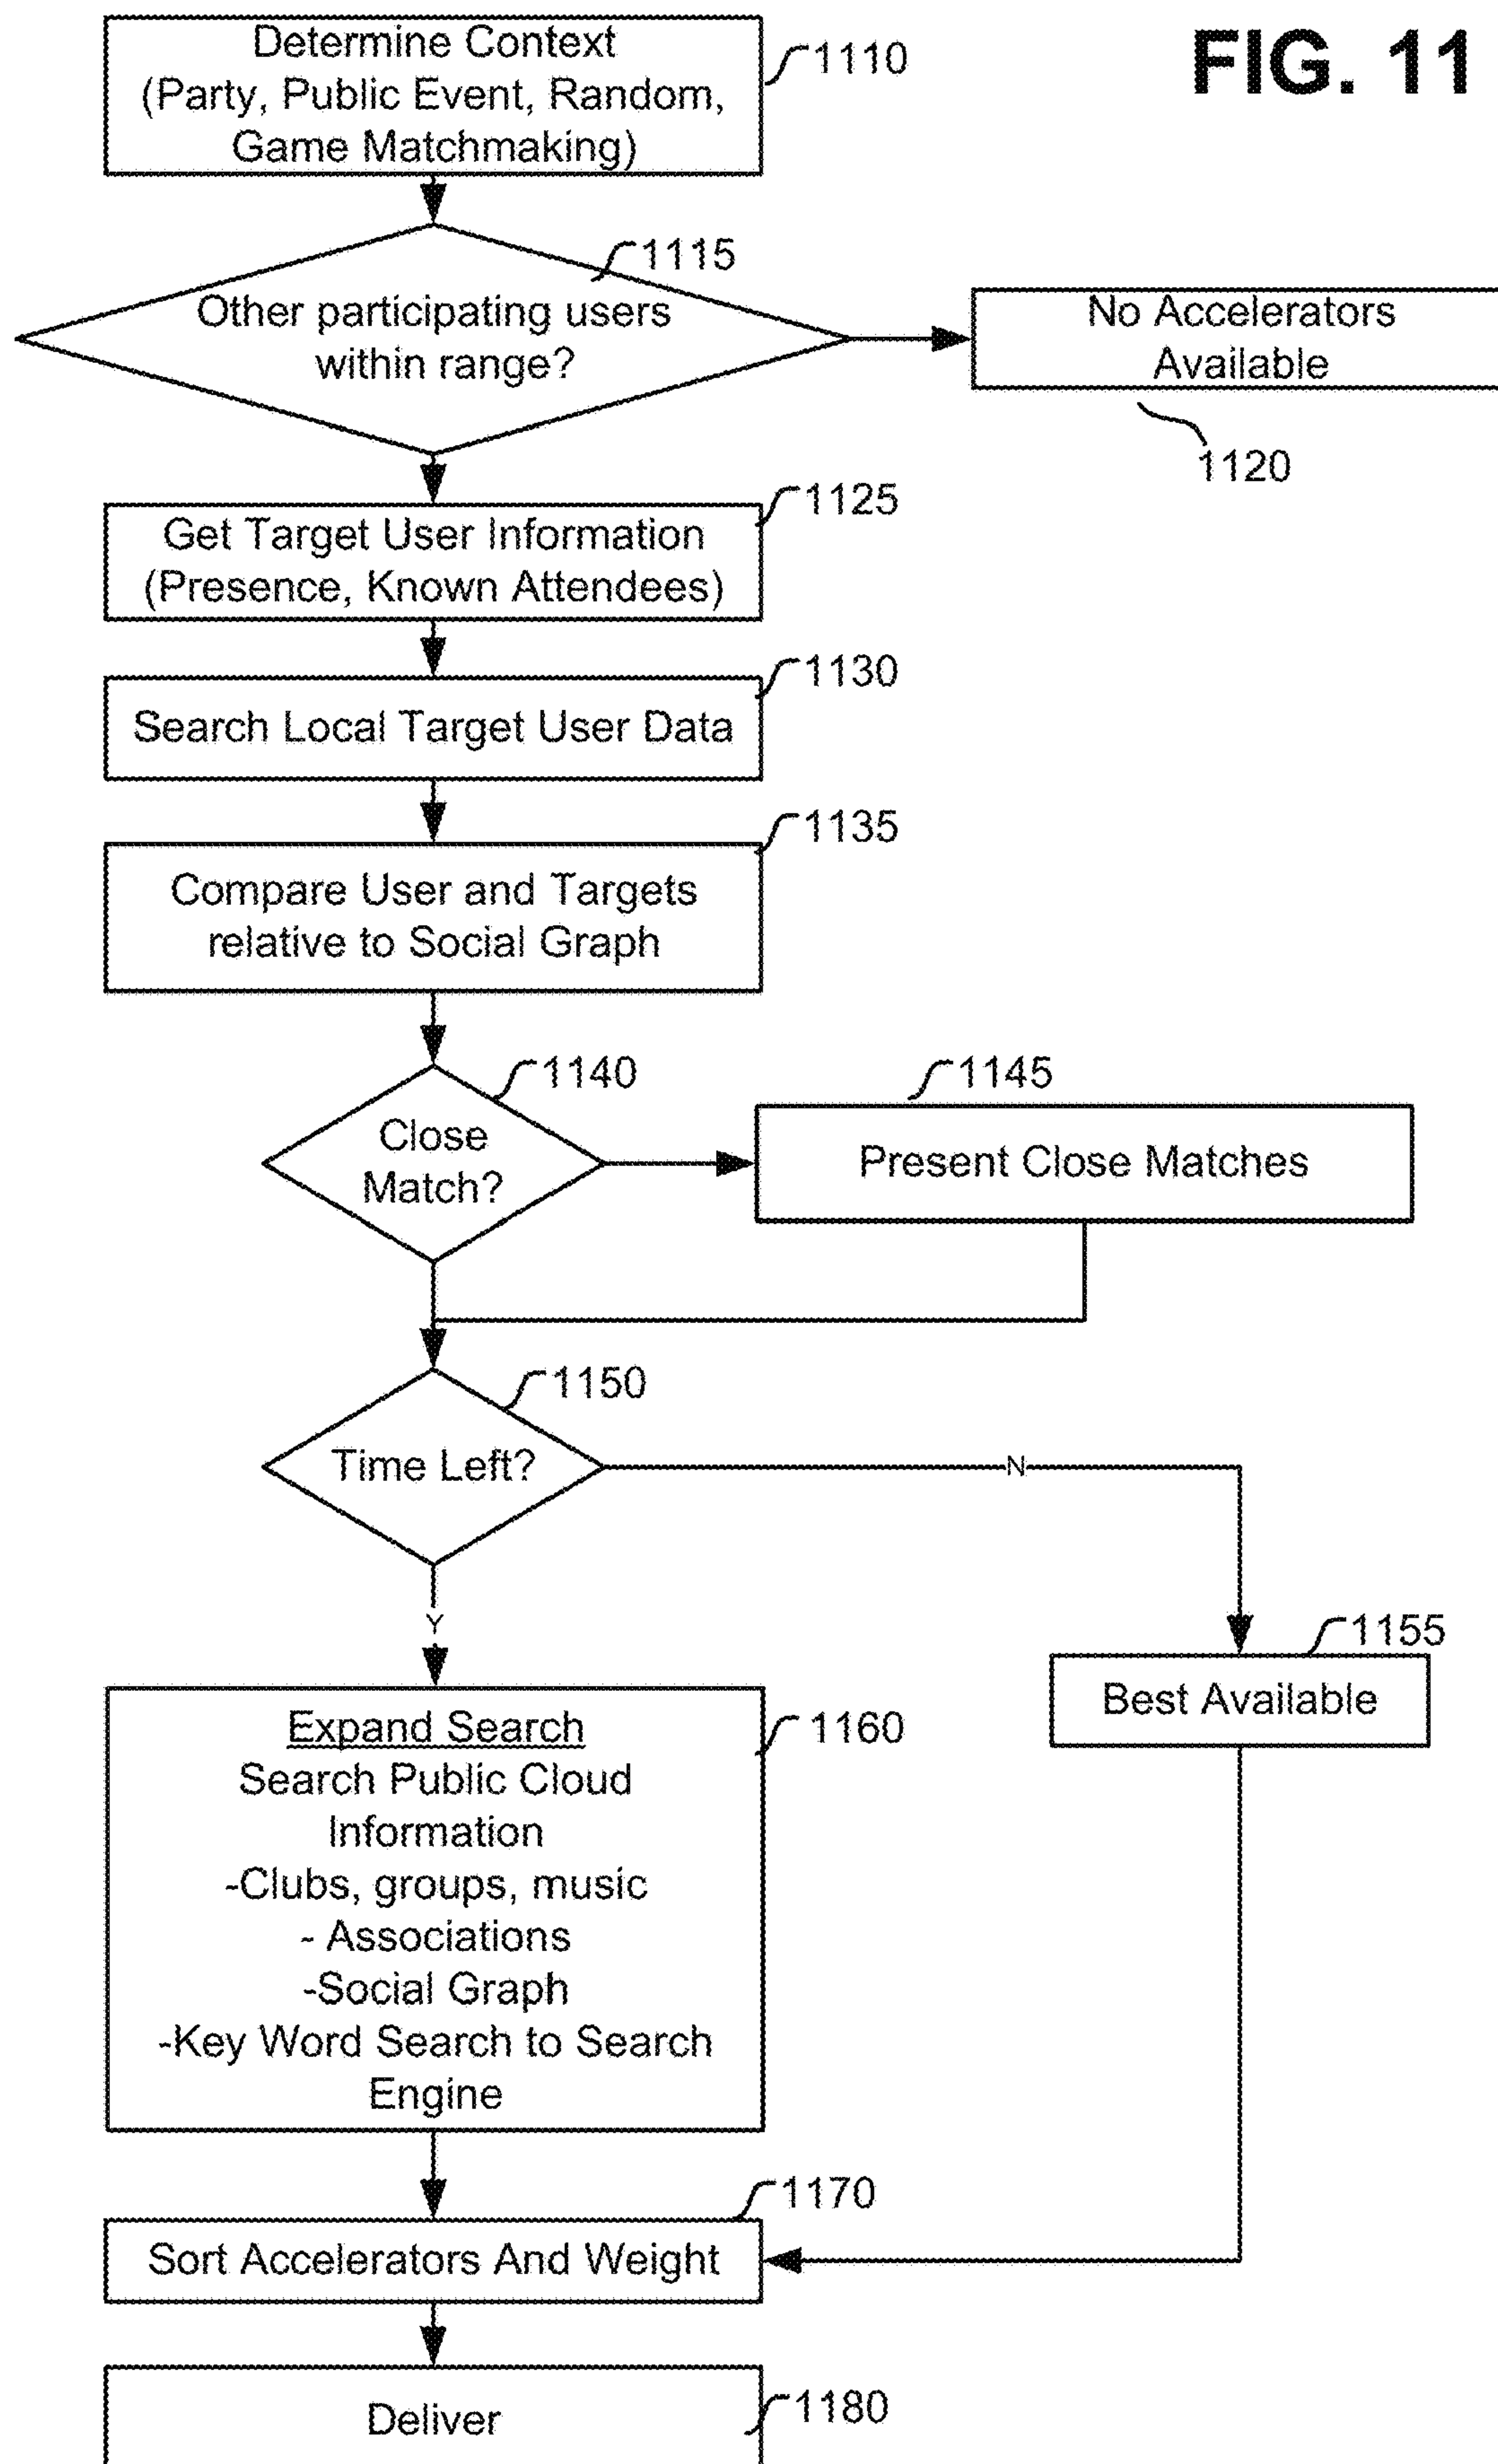 FIG. 11
Determine Context
(Party, Public Event, Random,
Game Matchmaking)
1110
1115
Other participating users
within range?
No Accelerators
Available
1120
Get Target User Information
(Presence, Known Attendees)
1125
Search Local Target User Data
1130
Compare User and Targets
relative to Social Graph
1135
Close
Match?
1140
1145
Present Close Matches
Time Left?
1150
N
Y
1155
Best Available
Expand Search
Search Public Cloud
Information
-Clubs, groups, music
- Associations
-Social Graph
-Key Word Search to Search
Engine
1160
1170
Sort Accelerators And Weight
Deliver
1180